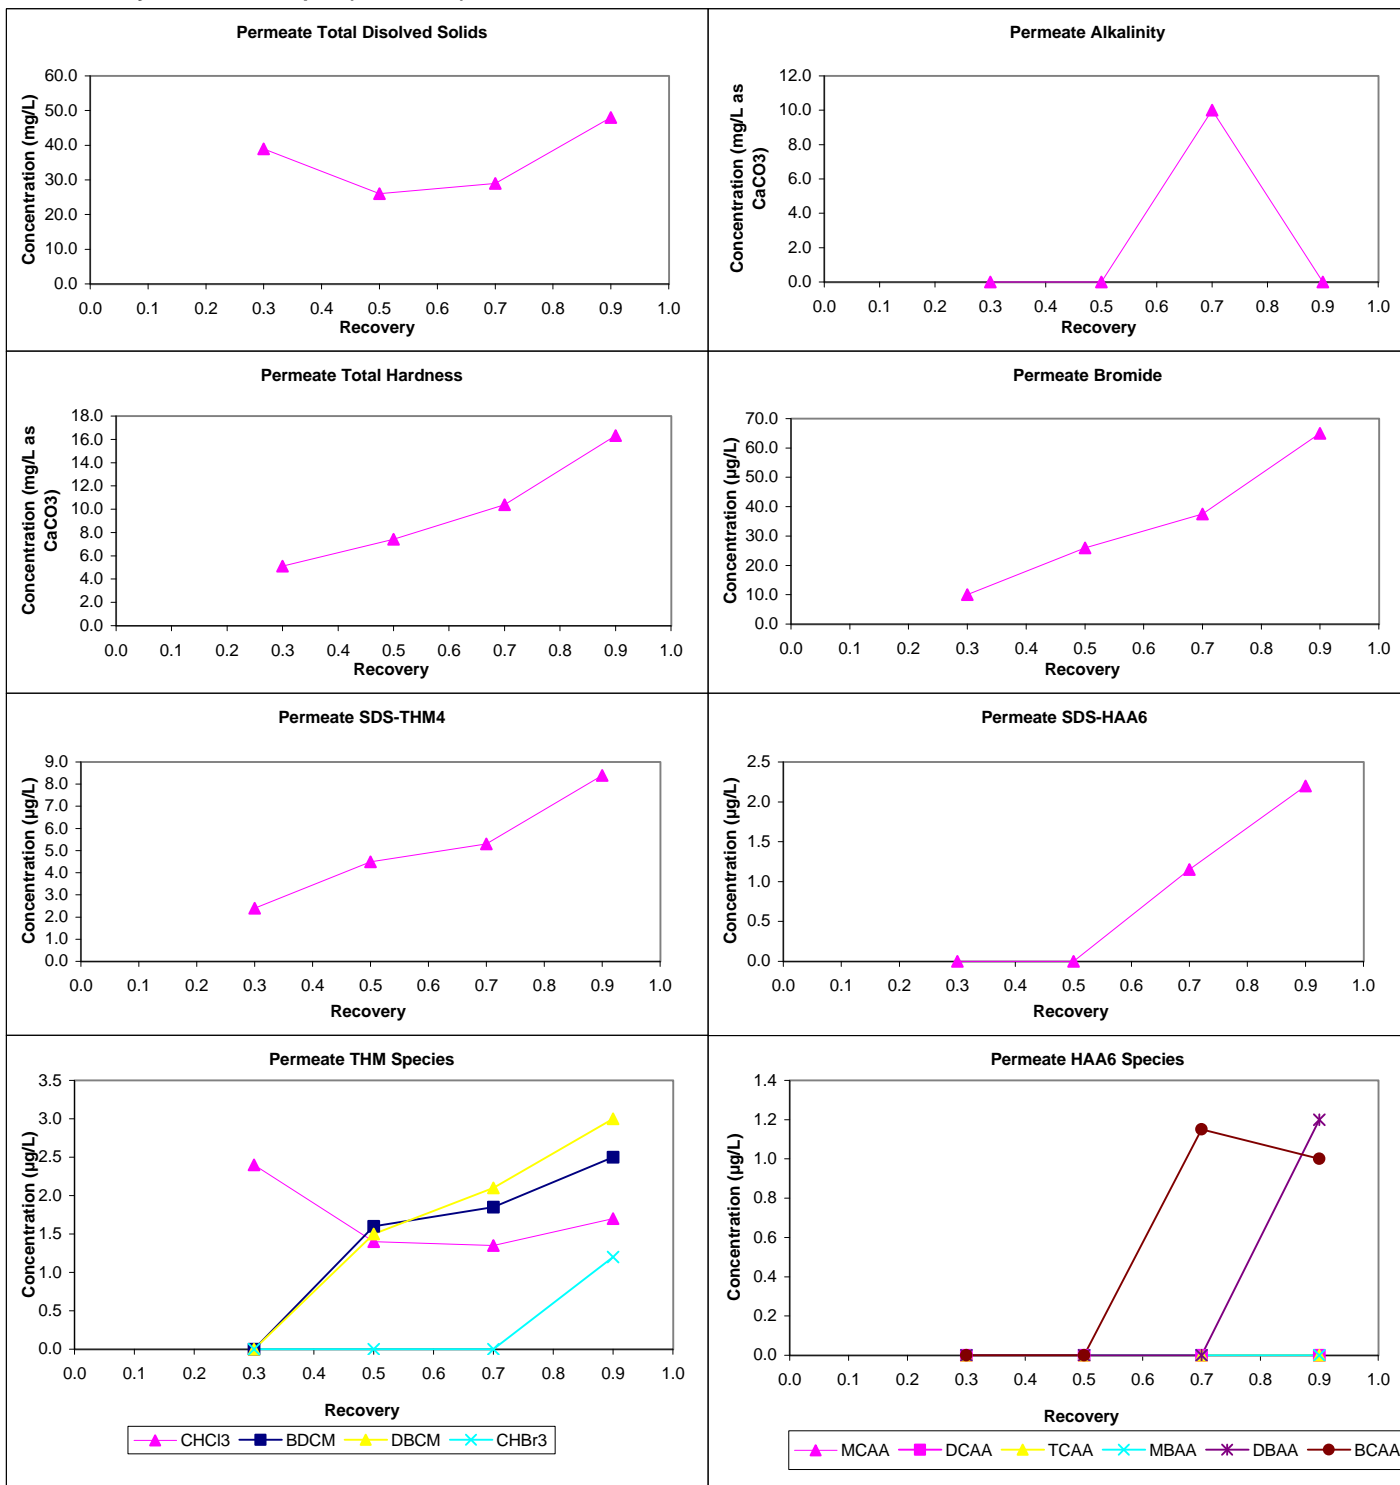 Permeate Total Disolved Solids
Concentration (mg/L)
60.0
50.0
40.0
30.0
20.0
10.0
0.0
0.0 0.1 0.2 0.3 0.4 0.5 0.6 0.7 0.8 0.9 1.0
Recovery
Permeate Alkalinity
Concentration (mg/L as
CaCO3)
12.0
10.0
8.0
6.0
4.0
2.0
0.0
0.0 0.1 0.2 0.3 0.4 0.5 0.6 0.7 0.8 0.9 1.0
Recovery
Permeate Total Hardness
Concentration (mg/L as
CaCO3)
18.0
16.0
14.0
12.0
10.0
8.0
6.0
4.0
2.0
0.0
0.0 0.1 0.2 0.3 0.4 0.5 0.6 0.7 0.8 0.9 1.0
Recovery
Permeate Bromide
Concentration (µg/L)
70.0
60.0
50.0
40.0
30.0
20.0
10.0
0.0
0.0 0.1 0.2 0.3 0.4 0.5 0.6 0.7 0.8 0.9 1.0
Recovery
Permeate SDS-THM4
Concentration (µg/L)
9.0
8.0
7.0
6.0
5.0
4.0
3.0
2.0
1.0
0.0
0.0 0.1 0.2 0.3 0.4 0.5 0.6 0.7 0.8 0.9 1.0
Recovery
Permeate SDS-HAA6
Concentration (µg/L)
2.5
2.0
1.5
1.0
0.5
0.0
0.0 0.1 0.2 0.3 0.4 0.5 0.6 0.7 0.8 0.9 1.0
Recovery
Permeate THM Species
Concentration (µg/L)
3.5
3.0
2.5
2.0
1.5
1.0
0.5
0.0
0.0 0.1 0.2 0.3 0.4 0.5 0.6 0.7 0.8 0.9 1.0
Recovery
CHCl3 BDCM DBCM CHBr3
Permeate HAA6 Species
Concentration (µg/L)
1.4
1.2
1.0
0.8
0.6
0.4
0.2
0.0
0.0 0.1 0.2 0.3 0.4 0.5 0.6 0.7 0.8 0.9 1.0
Recovery
MCAA DCAA TCAA MBAA DBAA BCAA